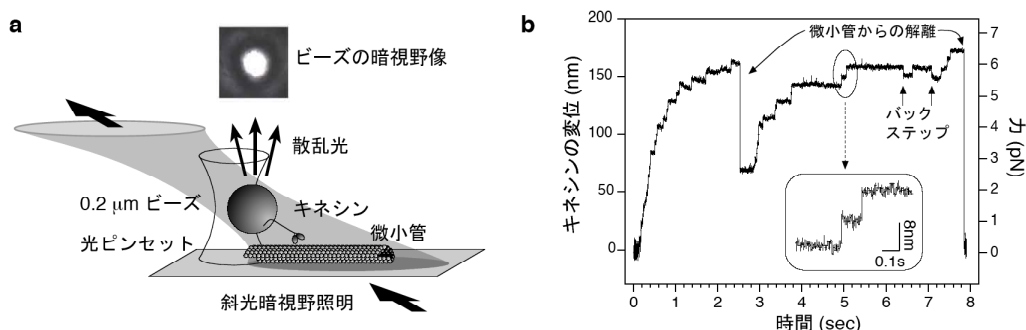 a
ビーズの暗視野像
散乱光
0.2 μm ビーズ
キネシン
光ピンセット
微小管
斜光暗視野照明
b
キネシンの変位 (nm)
200
150
100
50
0
微小管からの解離
バック
ステップ
8nm
0.1s
7
6
5
4
3
2
1
0
力 (pN)
0 1 2 3 4 5 6 7 8
時間 (sec)